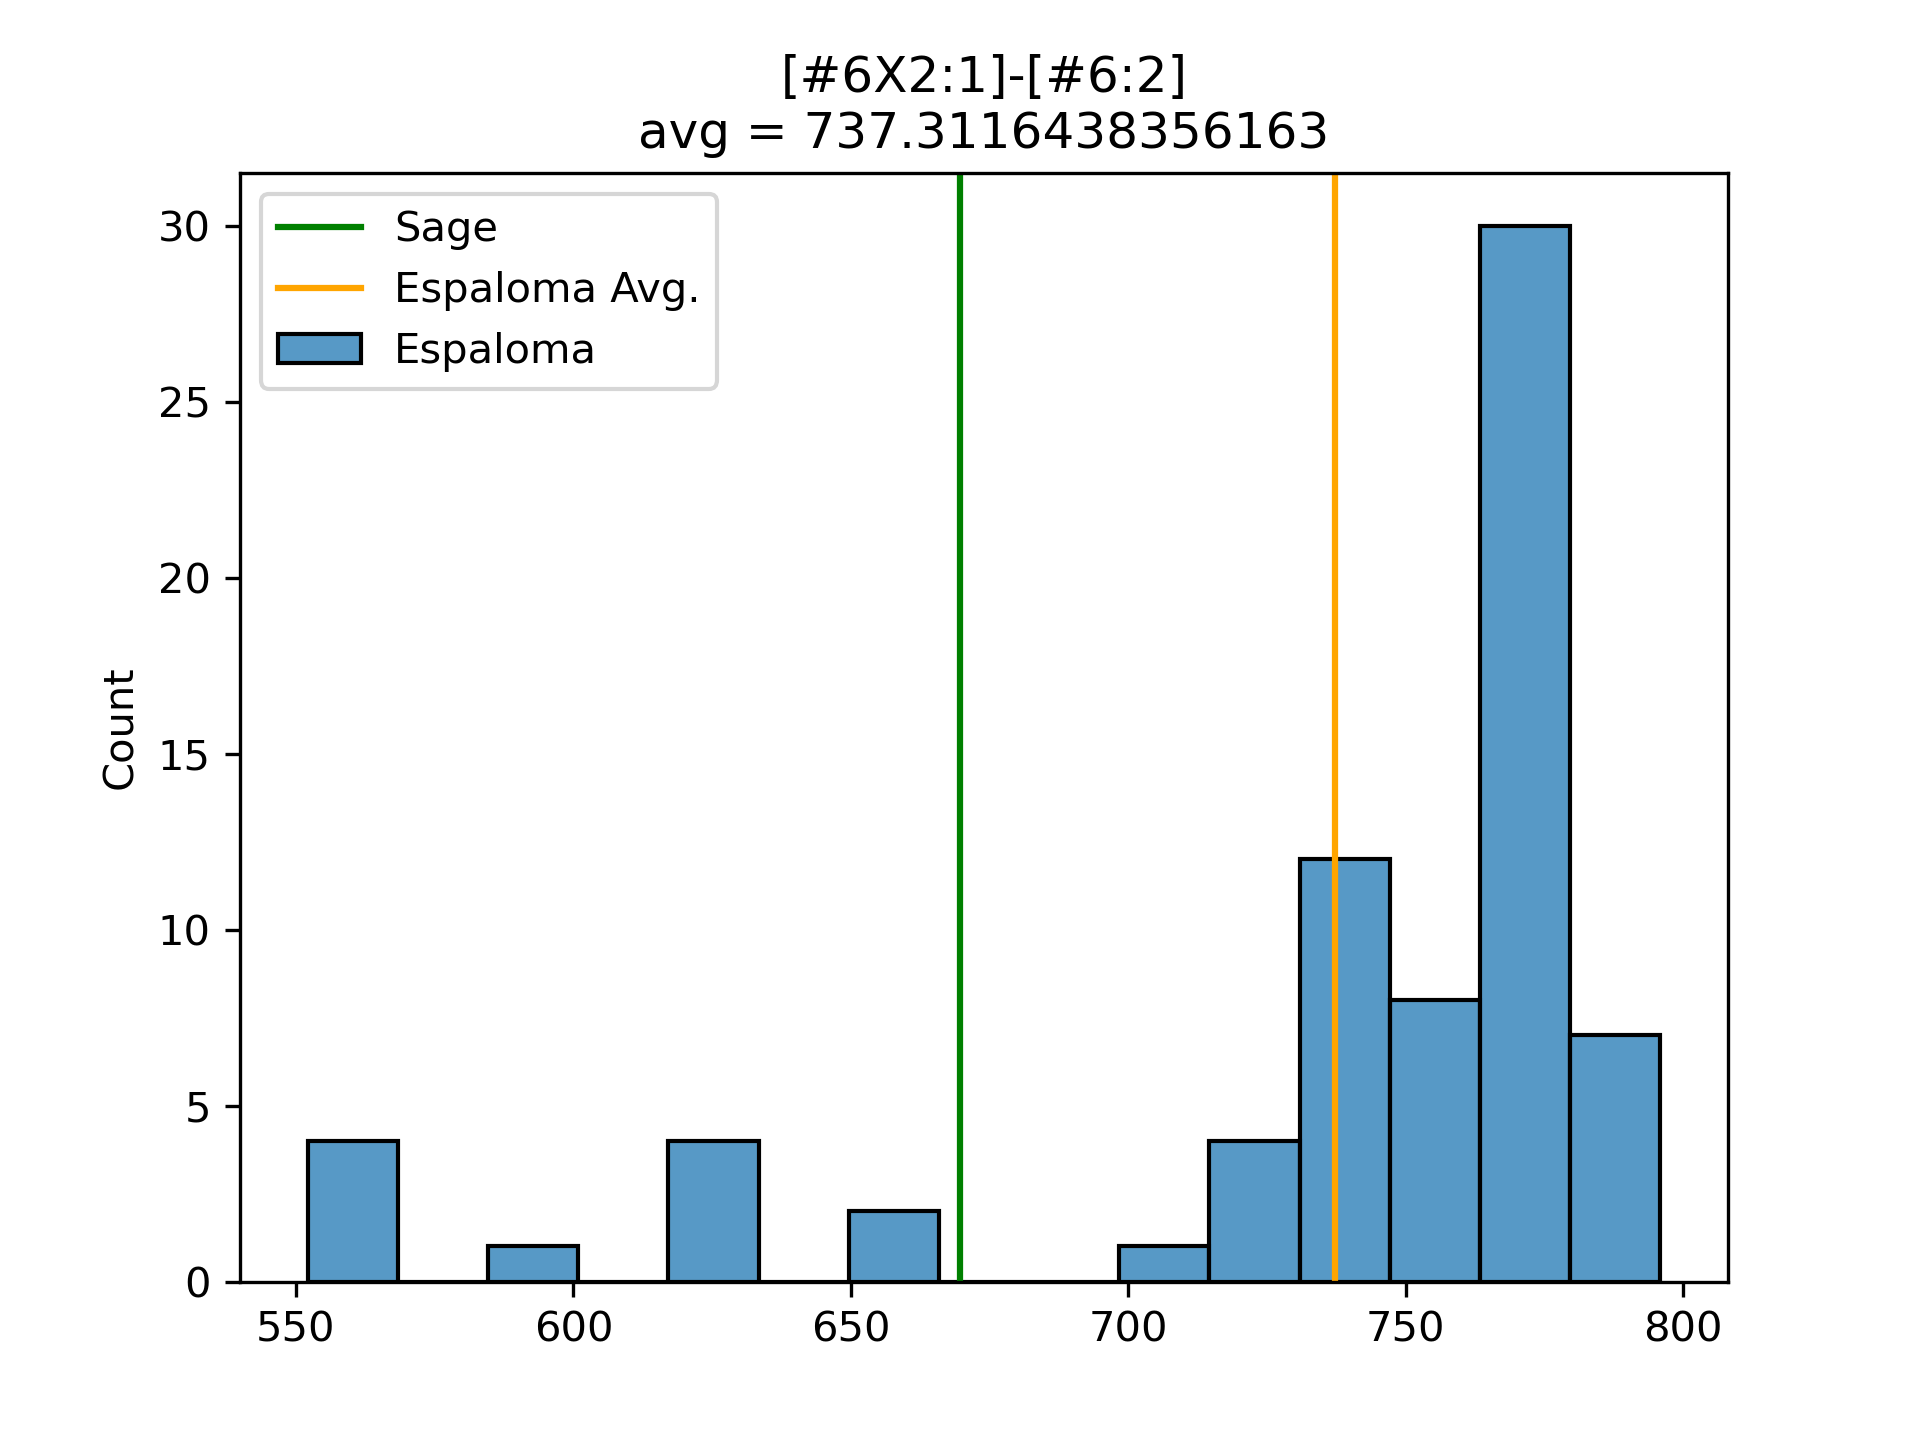 [#6X2:1]-[#6:2]
avg = 737.3116438356163
Sage
Espaloma Avg.
Espaloma
30
25
20
15
10
5
0
Count
550 600 650 700 750 800